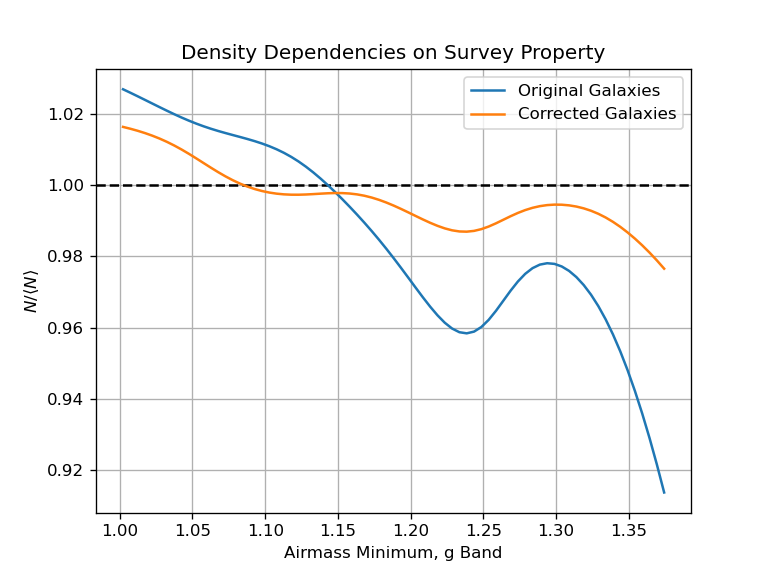 Density Dependencies on Survey Property
Original Galaxies
Corrected Galaxies
1.02
1.00
0.98
0.96
0.94
0.92
N/⟨N⟩
1.00 1.05 1.10 1.15 1.20 1.25 1.30 1.35
Airmass Minimum, g Band